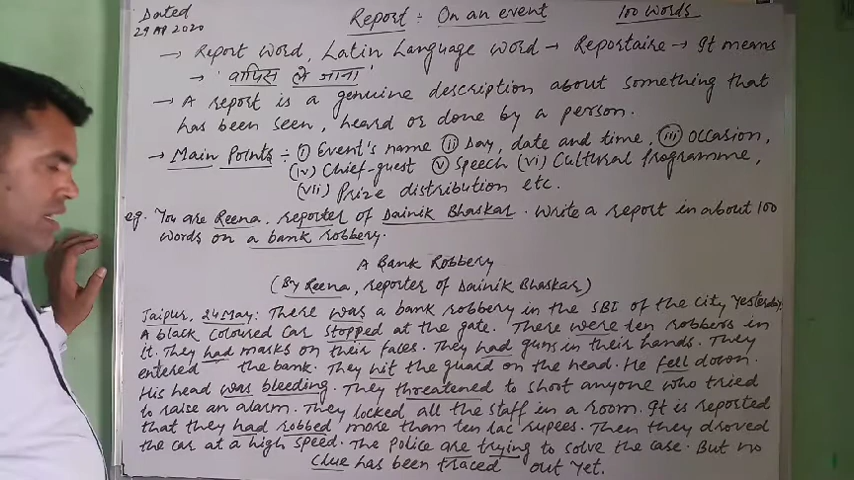 Dated
29 Ap 2020
Report :- On an event 100 words
→ Report word, Latin Language word → Reportaire → It means
→ 'वापिस ले जाना'
→ A report is a genuine description about something that
has been seen, heard or done by a person.
→ Main Points :- (i) Event's name (ii) Day, date and time, (iii) Occasion,
(iv) Chief-guest (v) Speech (vi) Cultural Programme,
(vii) Prize distribution etc.
eg. You are Reena, reporter of Dainik Bhaskar. Write a report in about 100
words on a bank robbery.
A Bank Robbery
(By Reena, reporter of Dainik Bhaskar)
Jaipur, 24 May: There was a bank robbery in the SBI of the city yesterday.
A black coloured car stopped at the gate. There were ten robbers in
it. They had masks on their faces. They had guns in their hands. They
entered the bank. They hit the guard on the head. He fell down.
His head was bleeding. They threatened to shoot anyone who tried
to raise an alarm. They locked all the staff in a room. It is reported
that they had robbed more than ten lac rupees. Then they droved
the car at a high speed. The police are trying to solve the case. But no
clue has been traced out yet.